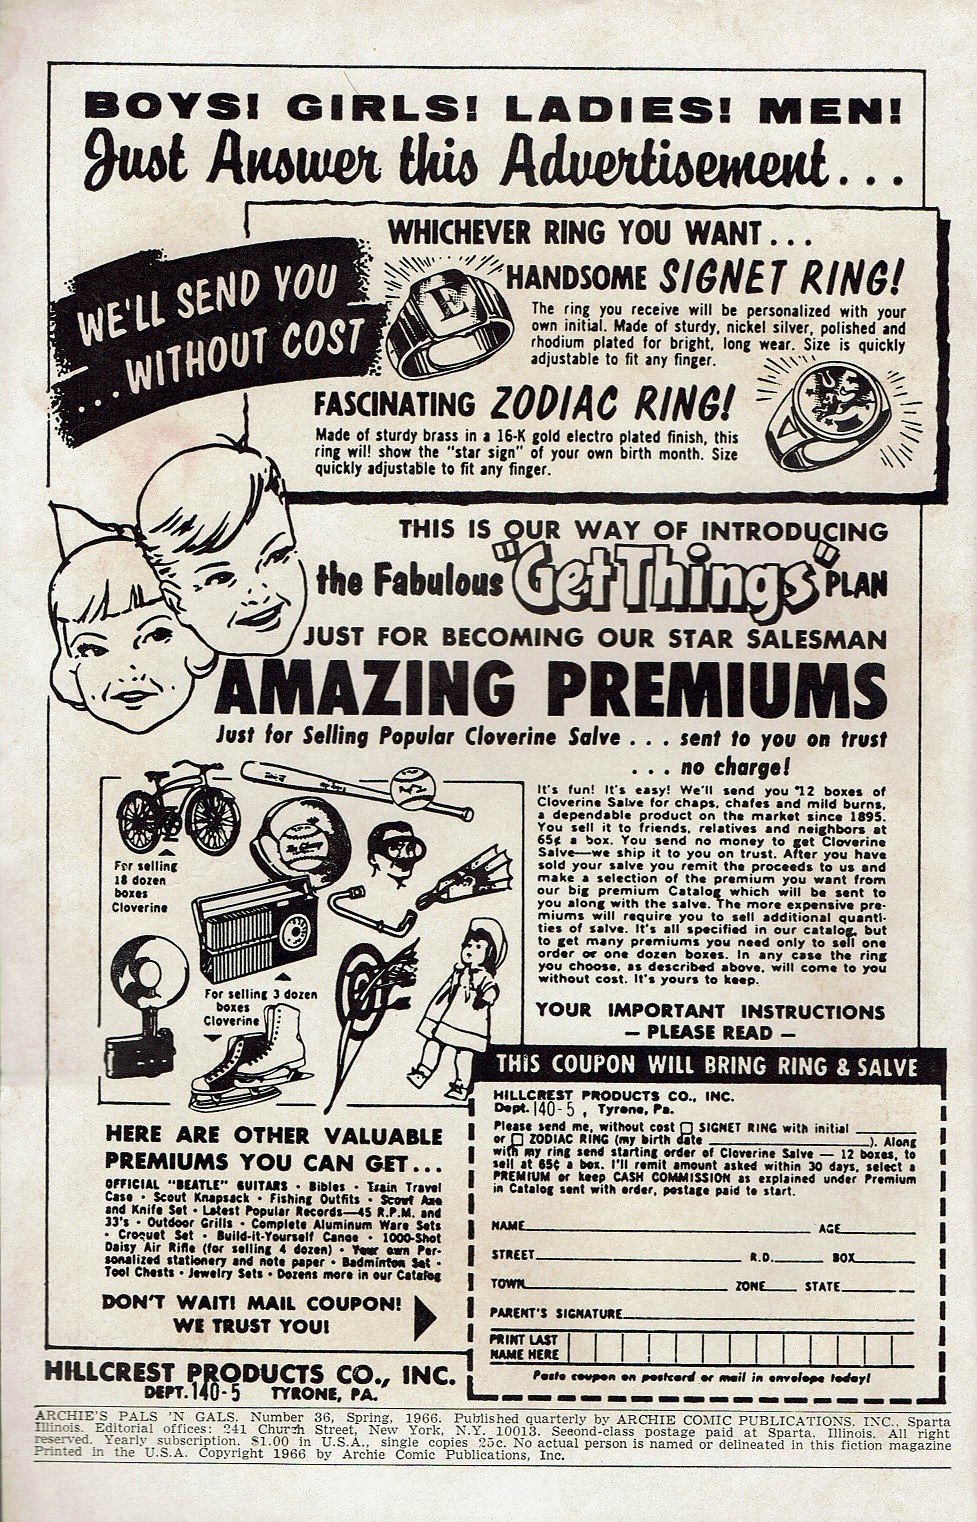 BOYS! GIRLS! LADIES! MEN!
Just Answer this Advertisement...
WE'LL SEND YOU
...WITHOUT COST
WHICHEVER RING YOU WANT...
HANDSOME SIGNET RING!
The ring you receive will be personalized with your
own initial. Made of sturdy, nickel silver, polished and
rhodium plated for bright, long wear. Size is quickly
adjustable to fit any finger.
E
FASCINATING ZODIAC RING!
Made of sturdy brass in a 16-K gold electro plated finish, this
ring will show the "star sign" of your own birth month. Size
quickly adjustable to fit any finger.
THIS IS OUR WAY OF INTRODUCING
the Fabulous "Get Things" PLAN
JUST FOR BECOMING OUR STAR SALESMAN
AMAZING PREMIUMS
Just for Selling Popular Cloverine Salve ... sent to you on trust
... no charge!
For selling
18 dozen
boxes
Cloverine
For selling 3 dozen
boxes
Cloverine
It's fun! It's easy! We'll send you 12 boxes of
Cloverine Salve for chaps, chafes and mild burns,
a dependable product on the market since 1895.
You sell it to friends, relatives and neighbors at
65¢ a box. You send no money to get Cloverine
Salve—we ship it to you on trust. After you have
sold your salve you remit the proceeds to us and
make a selection of the premium you want from
our big premium Catalog which will be sent to
you along with the salve. The more expensive pre-
miums will require you to sell additional quanti-
ties of salve. It's all specified in our catalog, but
to get many premiums you need only to sell one
order or one dozen boxes. In any case the ring
you choose, as described above, will come to you
without cost. It's yours to keep.
YOUR IMPORTANT INSTRUCTIONS
— PLEASE READ —
HERE ARE OTHER VALUABLE
PREMIUMS YOU CAN GET...
OFFICIAL "BEATLE" GUITARS • Bibles • Train Travel
Case • Scout Knapsack • Fishing Outfits • Scout Axe
and Knife Set • Latest Popular Records—45 R.P.M. and
33's • Outdoor Grills • Complete Aluminum Ware Sets
• Croquet Set • Build-it-Yourself Canoe • 1000-Shot
Daisy Air Rifle (for selling 4 dozen) • Your own Per-
sonalized stationery and note paper • Badminton Set •
Tool Chests • Jewelry Sets • Dozens more in our Catalog
DON'T WAIT! MAIL COUPON!
WE TRUST YOU!
HILLCREST PRODUCTS CO., INC.
DEPT. 140-5 TYRONE, PA.
THIS COUPON WILL BRING RING & SALVE
HILLCREST PRODUCTS CO., INC.
Dept. 140-5, Tyrone, Pa.
Please send me, without cost □ SIGNET RING with initial ________
or □ ZODIAC RING (my birth date ________________). Along
with my ring send starting order of Cloverine Salve — 12 boxes, to
sell at 65¢ a box. I'll remit amount asked within 30 days, select a
PREMIUM or keep CASH COMMISSION as explained under Premium
in Catalog sent with order, postage paid to start.
NAME________ AGE________
STREET________ R.D.________ BOX________
TOWN________ ZONE____ STATE________
PARENT'S SIGNATURE________
PRINT LAST
NAME HERE
Paste coupon on postcard or mail in envelope today!
ARCHIE'S PALS 'N GALS, Number 36, Spring, 1966. Published quarterly by ARCHIE COMIC PUBLICATIONS, INC., Sparta
Illinois. Editorial offices: 241 Church Street, New York, N.Y. 10013. Second-class postage paid at Sparta, Illinois. All right
reserved. Yearly subscription, $1.00 in U.S.A., single copies 25c. No actual person is named or delineated in this fiction magazine
Printed in the U.S.A. Copyright 1966 by Archie Comic Publications, Inc.